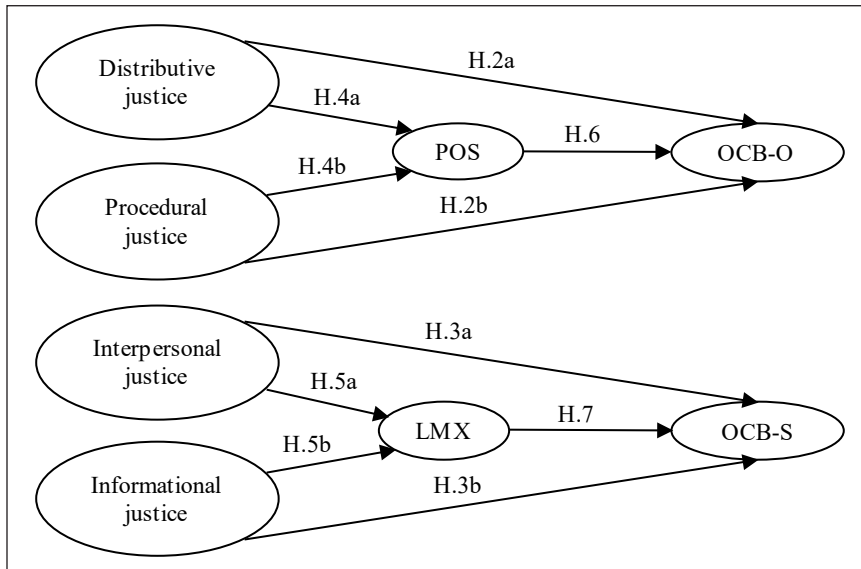 Distributive
justice
H.2a
H.4a
POS
H.6
OCB-O
H.4b
Procedural
justice
H.2b
Interpersonal
justice
H.3a
H.5a
LMX
H.7
OCB-S
H.5b
Informational
justice
H.3b